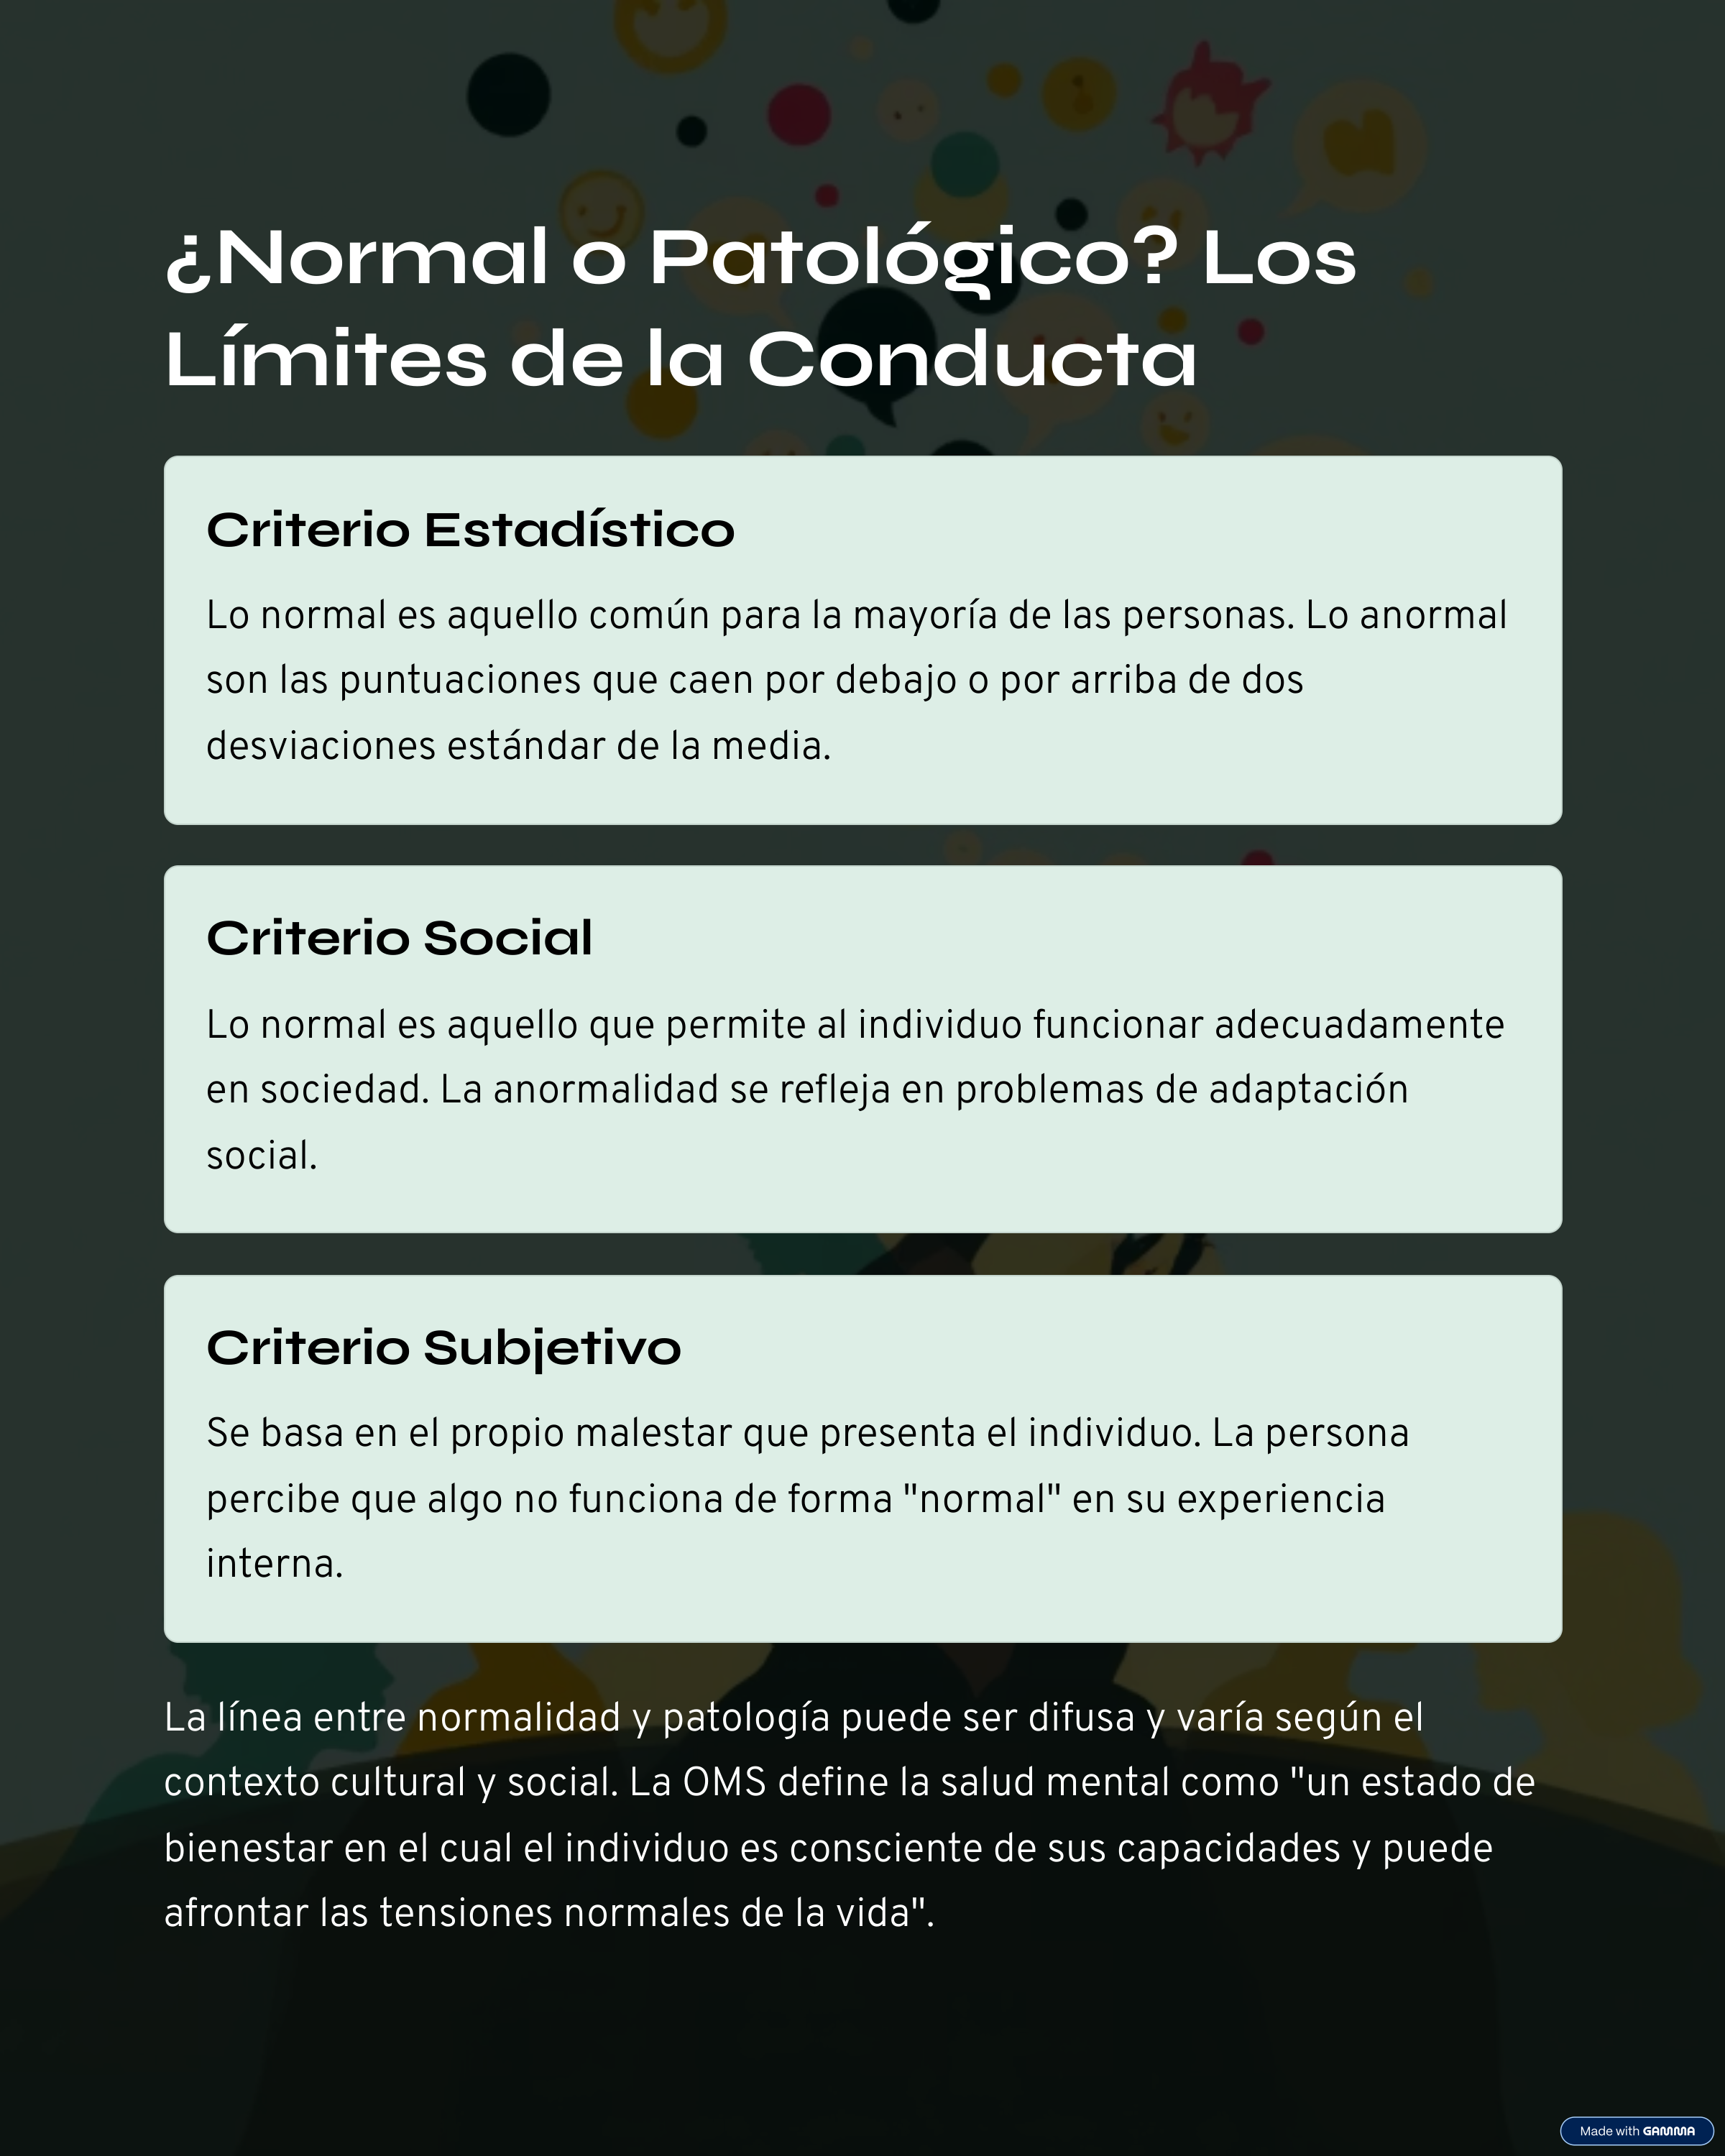 ¿Normal o Patológico? Los
Límites de la Conducta
Criterio Estadístico
Lo normal es aquello común para la mayoría de las personas. Lo anormal
son las puntuaciones que caen por debajo o por arriba de dos
desviaciones estándar de la media.
Criterio Social
Lo normal es aquello que permite al individuo funcionar adecuadamente
en sociedad. La anormalidad se refleja en problemas de adaptación
social.
Criterio Subjetivo
Se basa en el propio malestar que presenta el individuo. La persona
percibe que algo no funciona de forma "normal" en su experiencia
interna.
La línea entre normalidad y patología puede ser difusa y varía según el
contexto cultural y social. La OMS define la salud mental como "un estado de
bienestar en el cual el individuo es consciente de sus capacidades y puede
afrontar las tensiones normales de la vida".
Made with GAMMA